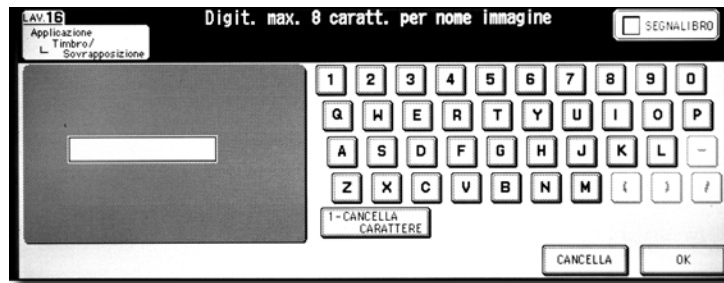 LAV.16
Digit. max. 8 caratt. per nome immagine
SEGNALIBRO
Applicazione
Timbro/
Sovrapposizione
1 2 3 4 5 6 7 8 9 0
Q W E R T Y U I O P
A S D F G H J K L -
Z X C V B N M ( ) /
1-CANCELLA
CARATTERE
CANCELLA OK